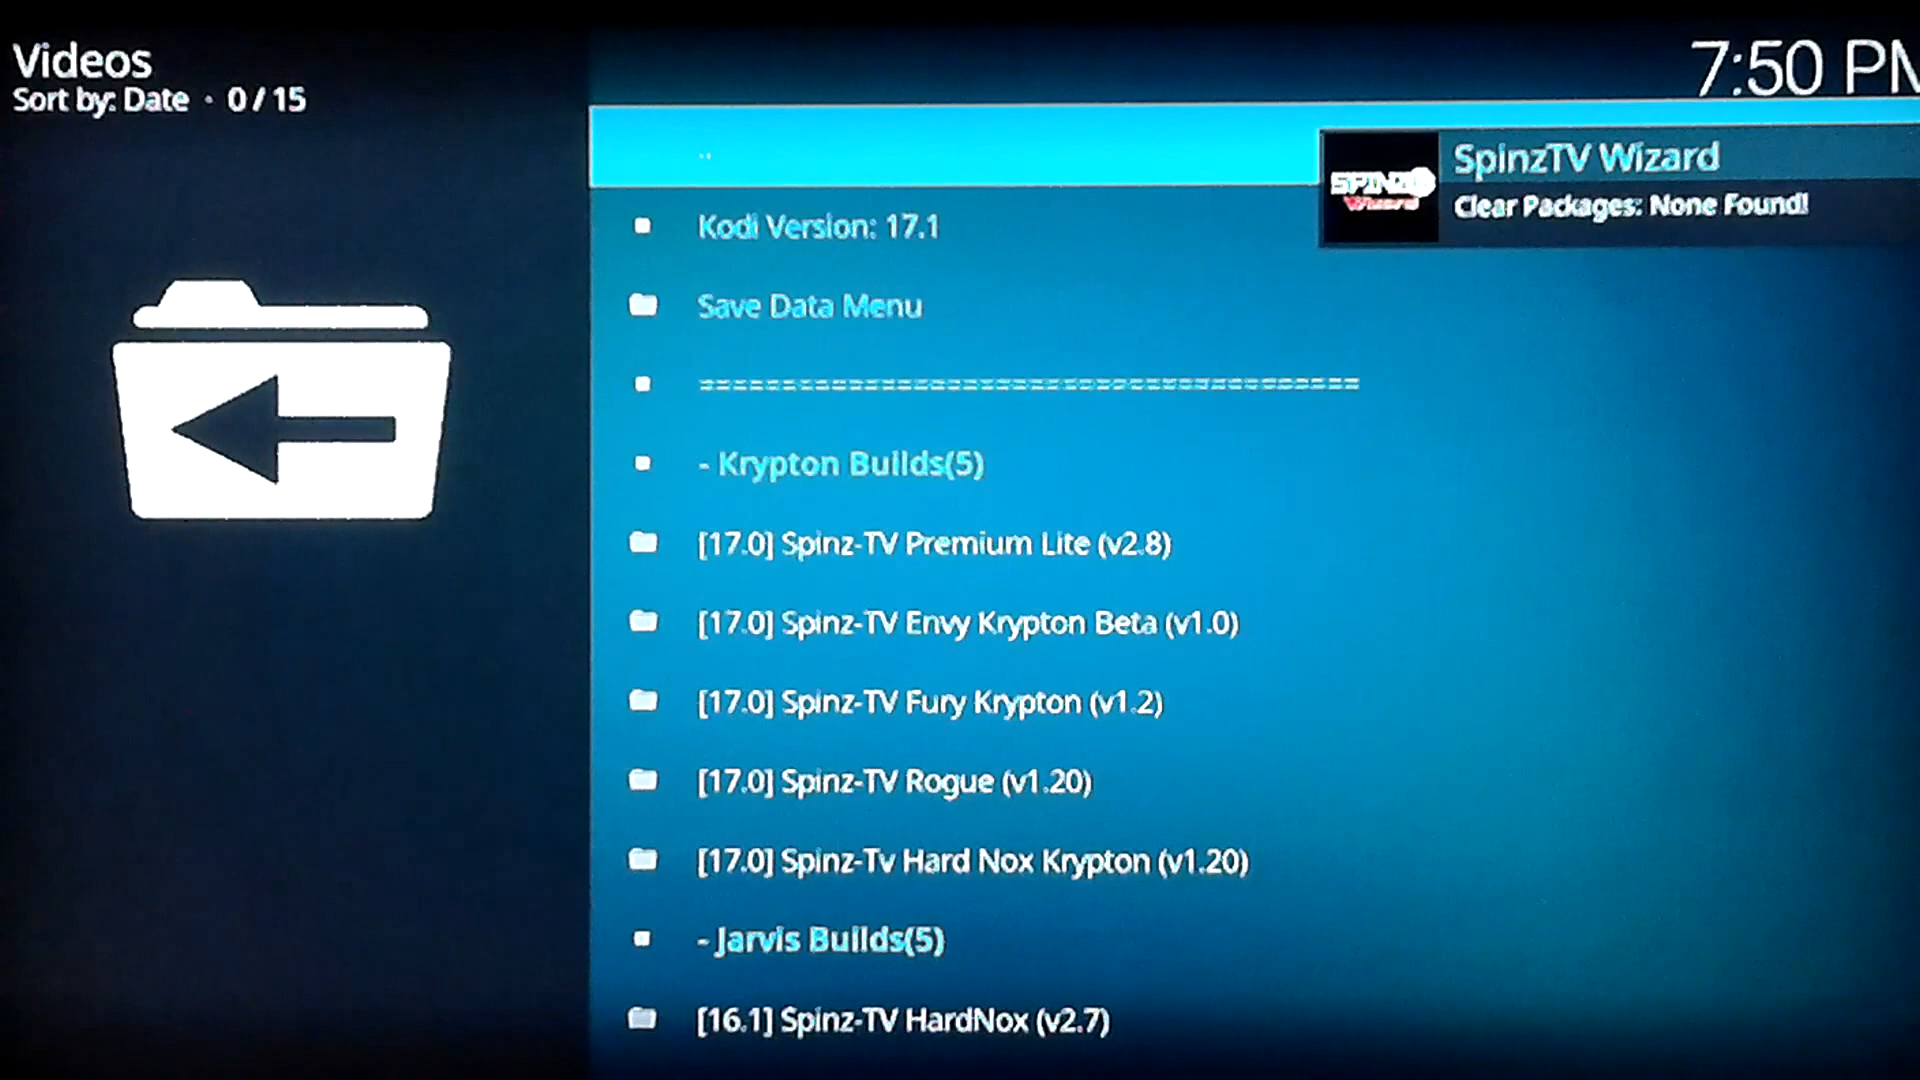 Videos
Sort by: Date · 0 / 15
7:50 PM
..
SPINZ
Wizard
SpinzTV Wizard
Clear Packages: None Found!
Kodi Version: 17.1
Save Data Menu
========================================
- Krypton Builds(5)
[17.0] Spinz-TV Premium Lite (v2.8)
[17.0] Spinz-TV Envy Krypton Beta (v1.0)
[17.0] Spinz-TV Fury Krypton (v1.2)
[17.0] Spinz-TV Rogue (v1.20)
[17.0] Spinz-Tv Hard Nox Krypton (v1.20)
- Jarvis Builds(5)
[16.1] Spinz-TV HardNox (v2.7)